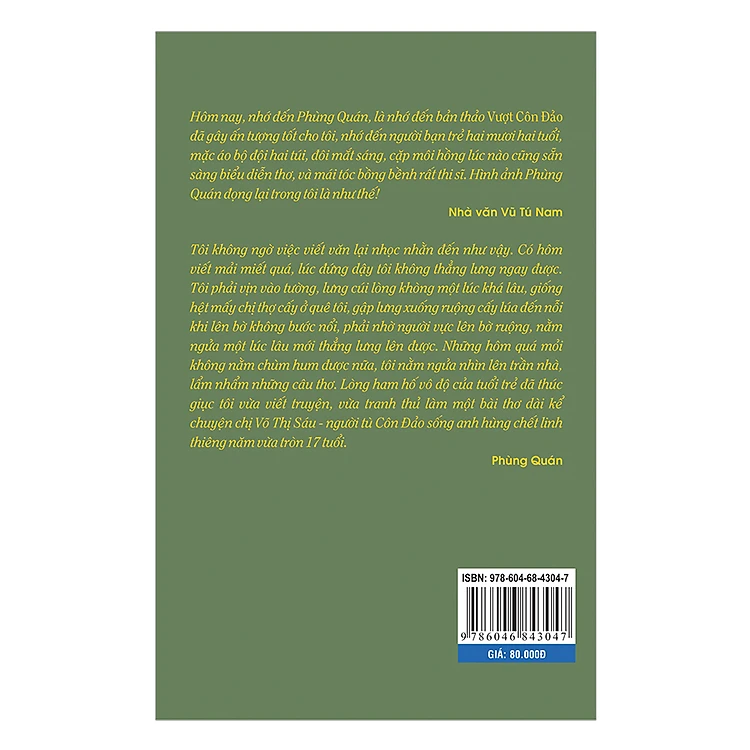 Hôm nay, nhớ đến Phùng Quán, là nhớ đến bản thảo Vượt Côn Đảo
đã gây ấn tượng tốt cho tôi, nhớ đến người bạn trẻ hai mươi hai tuổi,
mặc áo bộ đội hai túi, đôi mắt sáng, cặp môi hồng lúc nào cũng sẵn
sàng biểu diễn thơ, và mái tóc bồng bềnh rất thi sĩ. Hình ảnh Phùng
Quán đọng lại trong tôi là như thế!
Nhà văn Vũ Tú Nam
Tôi không ngờ việc viết văn lại nhọc nhằn đến như vậy. Có hôm
viết mải miết quá, lúc đứng dậy tôi không thẳng lưng ngay được.
Tôi phải vịn vào tường, lưng cúi lòng khòng một lúc khá lâu, giống
hệt mấy chị thợ cấy ở quê tôi, gập lưng xuống ruộng cấy lúa đến nỗi
khi lên bờ không bước nổi, phải nhờ người vực lên bờ ruộng, nằm
ngửa một lúc lâu mới thẳng lưng lên được. Những hôm quá mỏi
không nằm chùm hum được nữa, tôi nằm ngửa nhìn lên trần nhà,
lẩm nhẩm những câu thơ. Lòng ham hố vô độ của tuổi trẻ đã thúc
giục tôi vừa viết truyện, vừa tranh thủ làm một bài thơ dài kể
chuyện chị Võ Thị Sáu - người tù Côn Đảo sống anh hùng chết linh
thiêng năm vừa tròn 17 tuổi.
Phùng Quán
ISBN: 978-604-68-4304-7
9 786046 843047
GIÁ: 80.000Đ